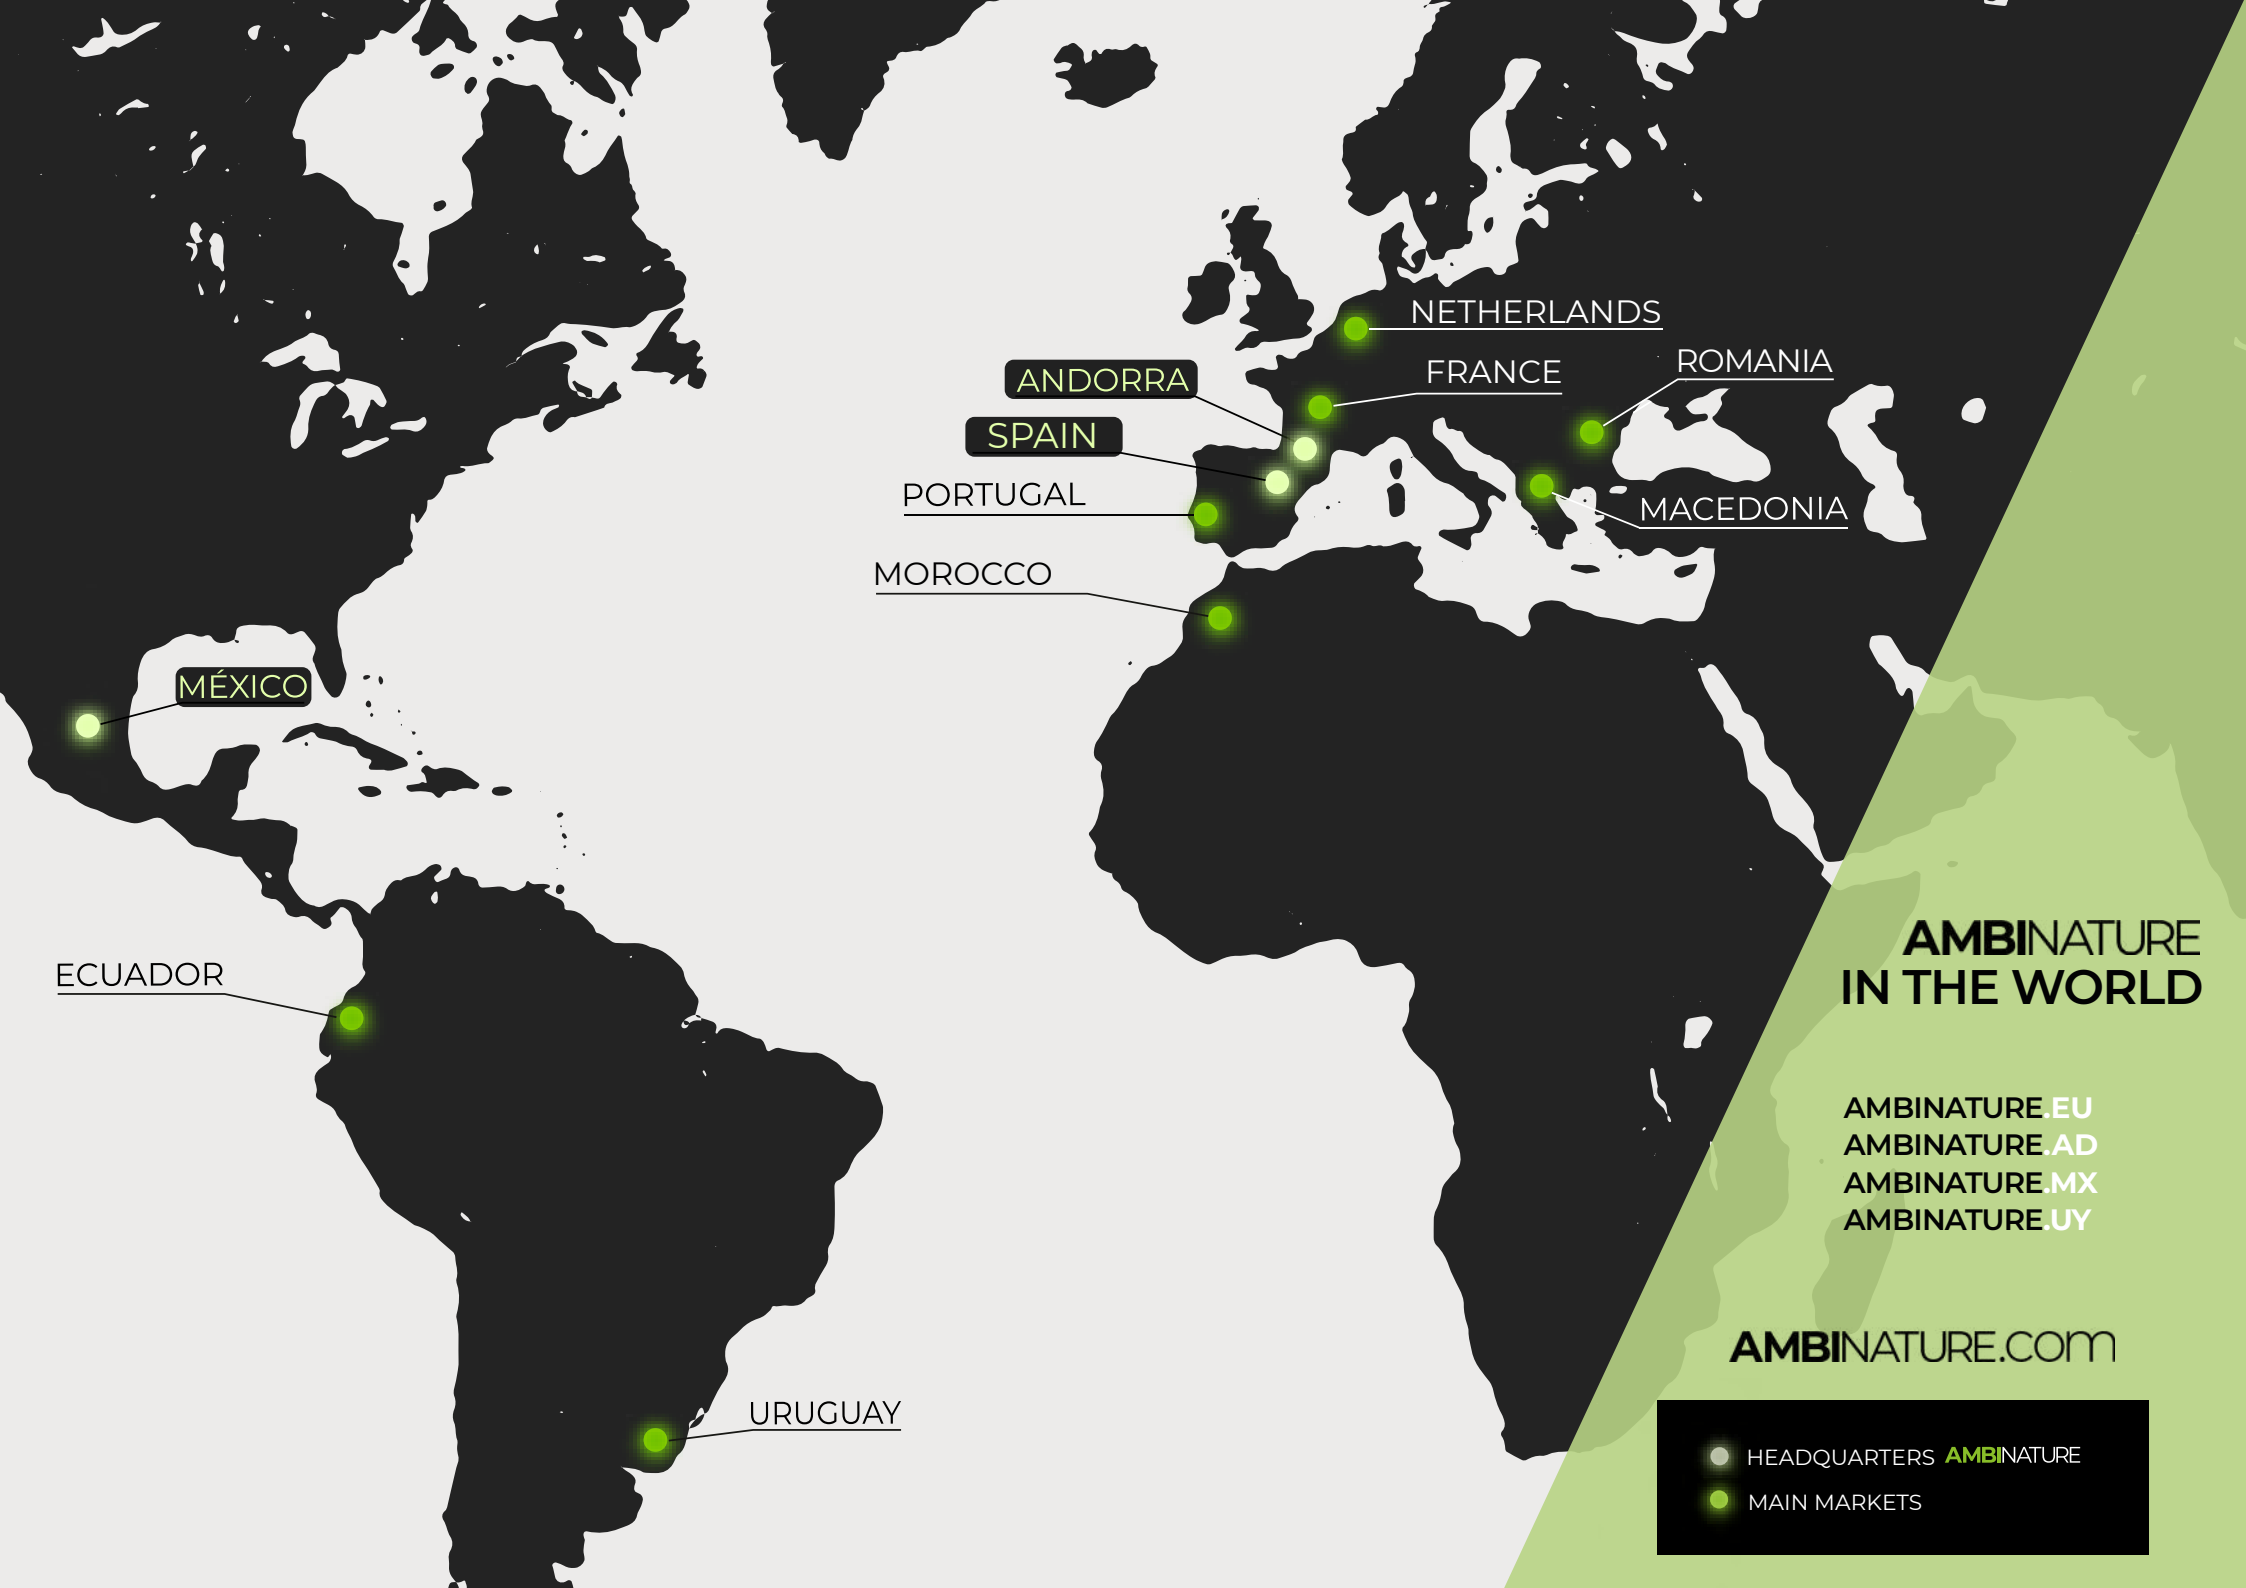 NETHERLANDS
FRANCE
ROMANIA
ANDORRA
SPAIN
PORTUGAL
MACEDONIA
MOROCCO
MÉXICO
ECUADOR
URUGUAY
AMBINATURE
IN THE WORLD
AMBINATURE.EU
AMBINATURE.AD
AMBINATURE.MX
AMBINATURE.UY
AMBINATURE.com
HEADQUARTERS AMBINATURE
MAIN MARKETS